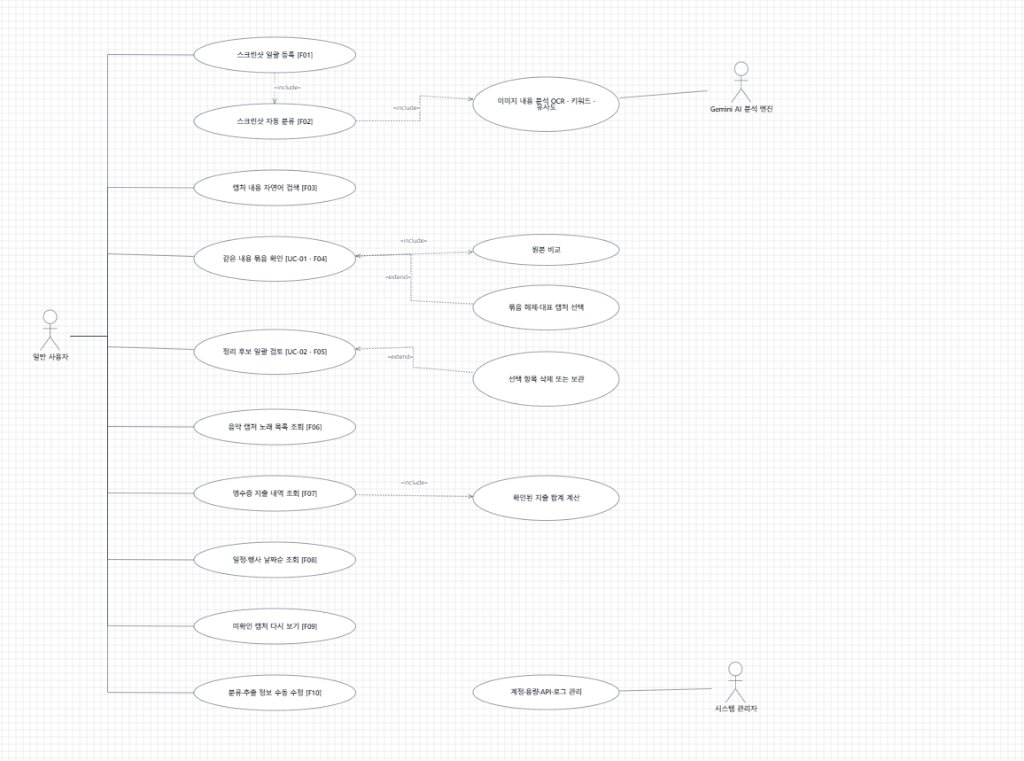 스크린샷 일괄 등록 [F01]
«include»
스크린샷 자동 분류 [F02]
«include»
이미지 내용 분석 OCR · 키워드 ·
유사도
Gemini AI 분석 엔진
캡처 내용 자연어 검색 [F03]
같은 내용 묶음 확인 [UC-01 · F04]
«include»
원본 비교
«extend»
묶음 해제·대표 캡처 선택
일반 사용자
정리 후보 일괄 검토 [UC-02 · F05]
«extend»
선택 항목 삭제 또는 보관
음악 캡처 노래 목록 조회 [F06]
영수증 지출 내역 조회 [F07]
«include»
확인된 지출 합계 계산
일정·행사 날짜순 조회 [F08]
미확인 캡처 다시 보기 [F09]
분류·추출 정보 수동 수정 [F10]
계정·용량·API·로그 관리
시스템 관리자